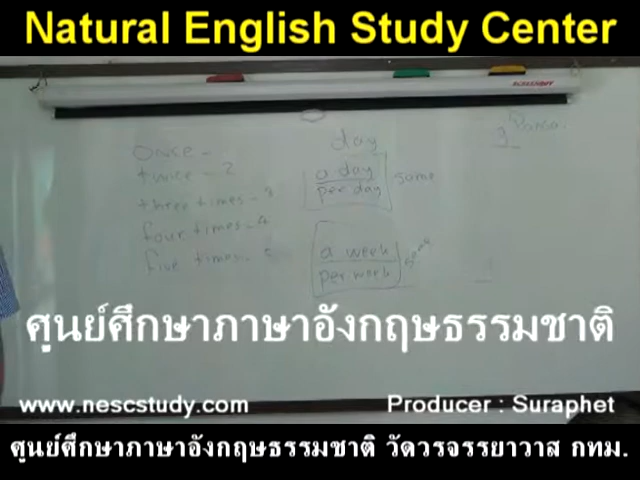 Natural English Study Center
once -
twice - 2
three times - 3
four times - 4
five times - 5
day
a day
per day
same
a week
per week
same
3
ศูนย์ศึกษาภาษาอังกฤษธรรมชาติ
www.nescstudy.com
Producer : Suraphet
ศูนย์ศึกษาภาษาอังกฤษธรรมชาติ วัดวรจรรยาวาส กทม.